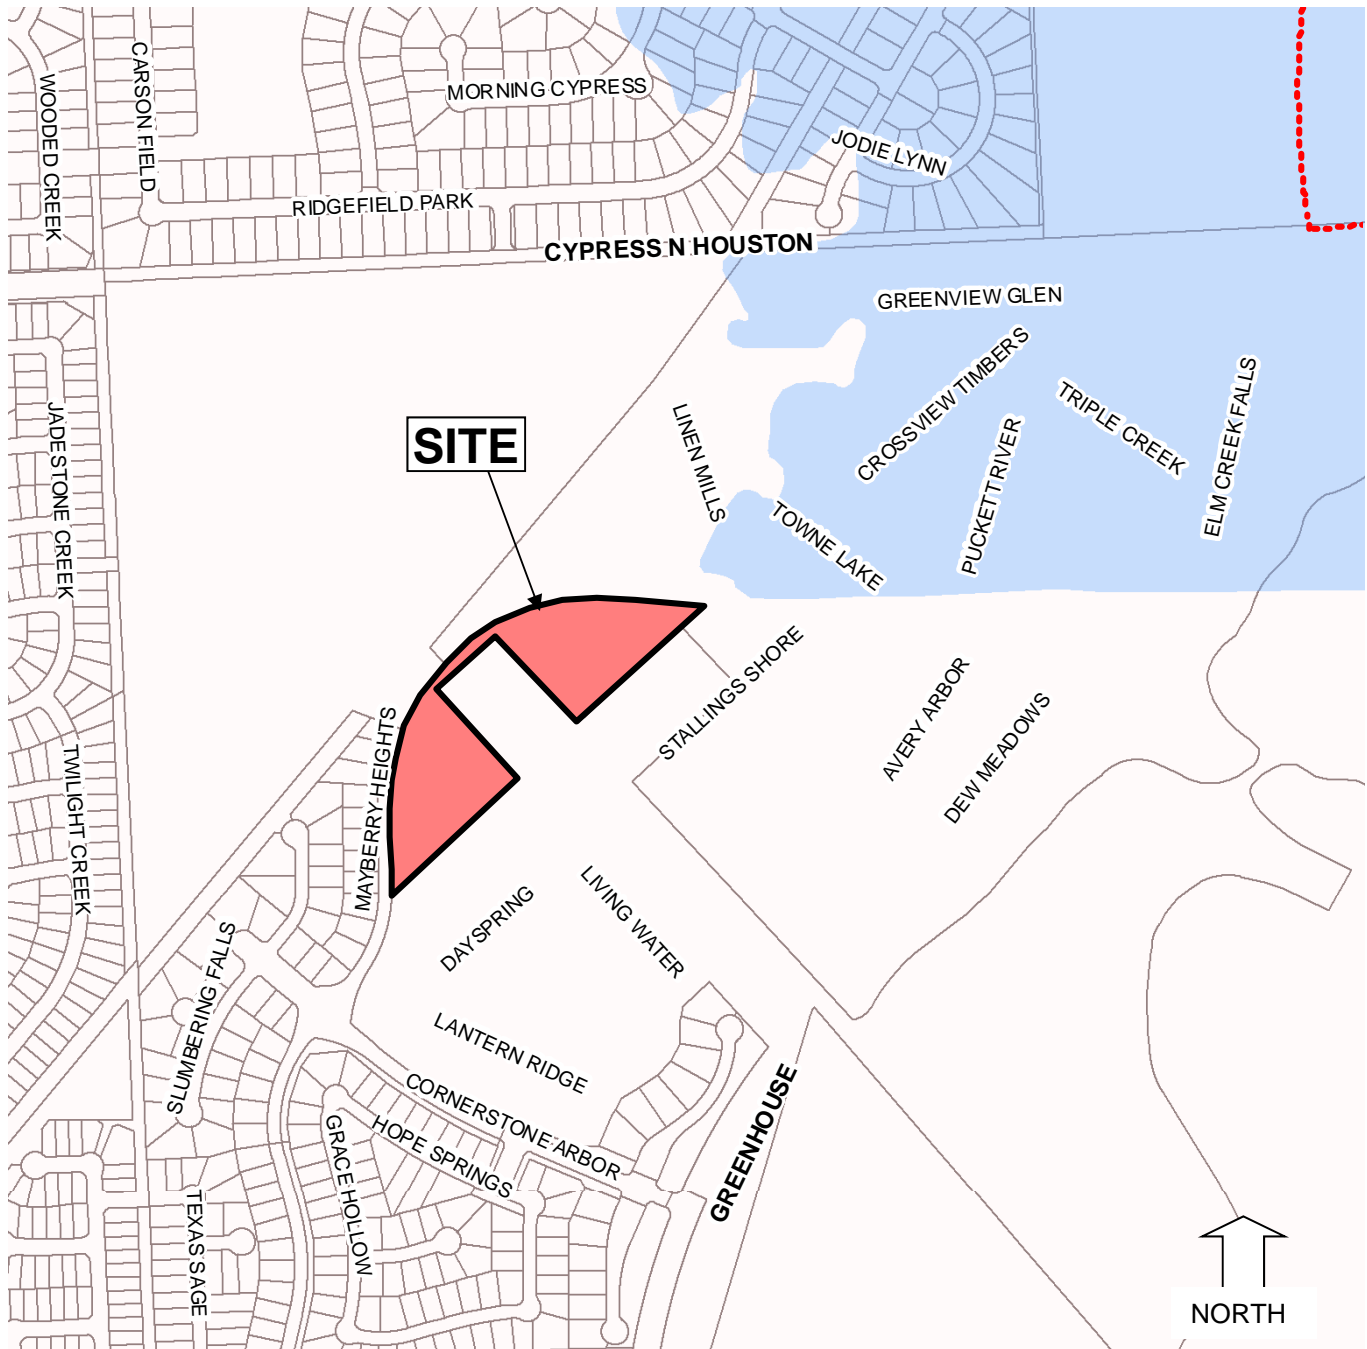 CARSON FIELD
WOODED CREEK
MORNING CYPRESS
JODIE LYNN
RIDGEFIELD PARK
CYPRESS N HOUSTON
GREENVIEW GLEN
CROSSVIEW TIMBERS
TRIPLE CREEK
ELM CREEK FALLS
JADESTONE CREEK
LINEN MILLS
SITE
PUCKETT RIVER
TOWNE LAKE
STALLINGS SHORE
AVERY ARBOR
DEW MEADOWS
MAYBERRY HEIGHTS
TWILIGHT CREEK
LIVING WATER
DAYSPRING
SLUMBERING FALLS
LANTERN RIDGE
CORNERSTONE ARBOR
GREENHOUSE
HOPE SPRINGS
GRACE HOLLOW
TEXAS SAGE
NORTH